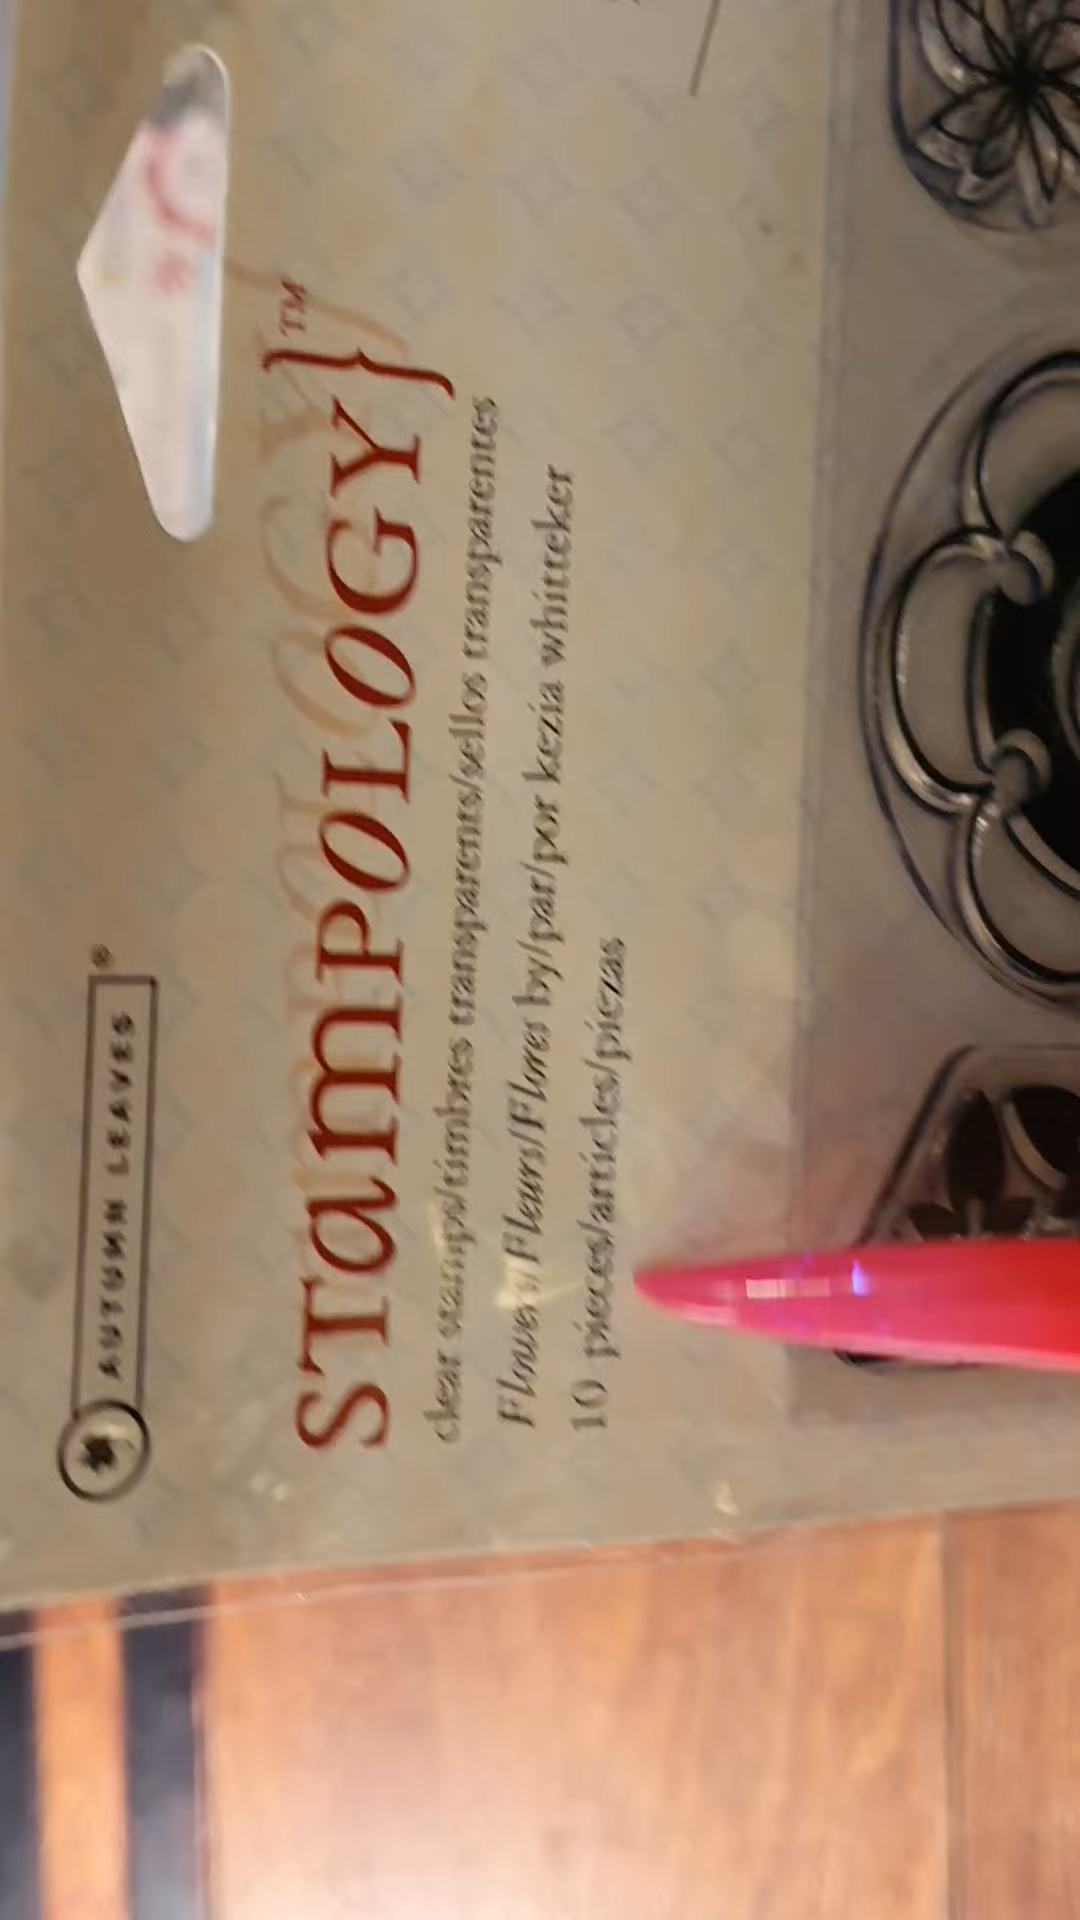 AUTUMN LEAVES®
STamPOLOGY}™
clear stamps/timbres transparents/sellos transparentes
Flowers/Fleurs/Flores by/par/por kezia whitteker
10 pieces/articles/piezas